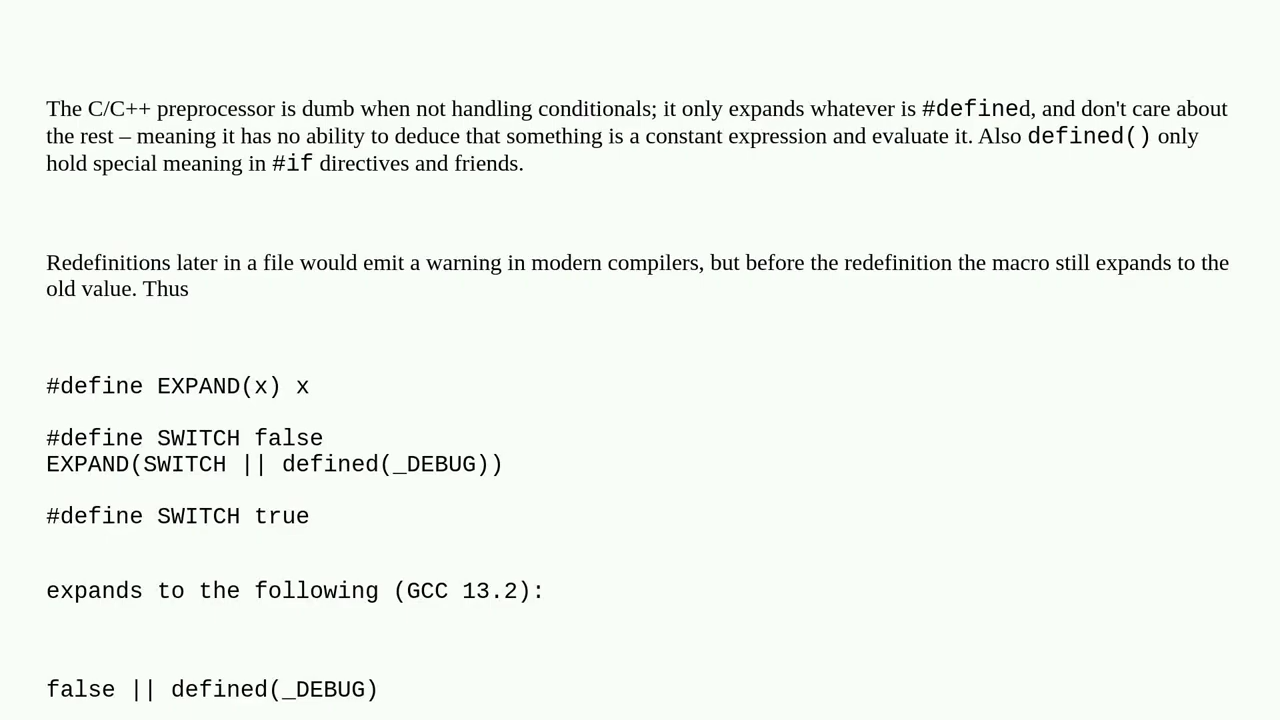 The C/C++ preprocessor is dumb when not handling conditionals; it only expands whatever is #defined, and don't care about
the rest – meaning it has no ability to deduce that something is a constant expression and evaluate it. Also defined() only
hold special meaning in #if directives and friends.
Redefinitions later in a file would emit a warning in modern compilers, but before the redefinition the macro still expands to the
old value. Thus
#define EXPAND(x) x
#define SWITCH false
EXPAND(SWITCH || defined(_DEBUG))
#define SWITCH true
expands to the following (GCC 13.2):
false || defined(_DEBUG)